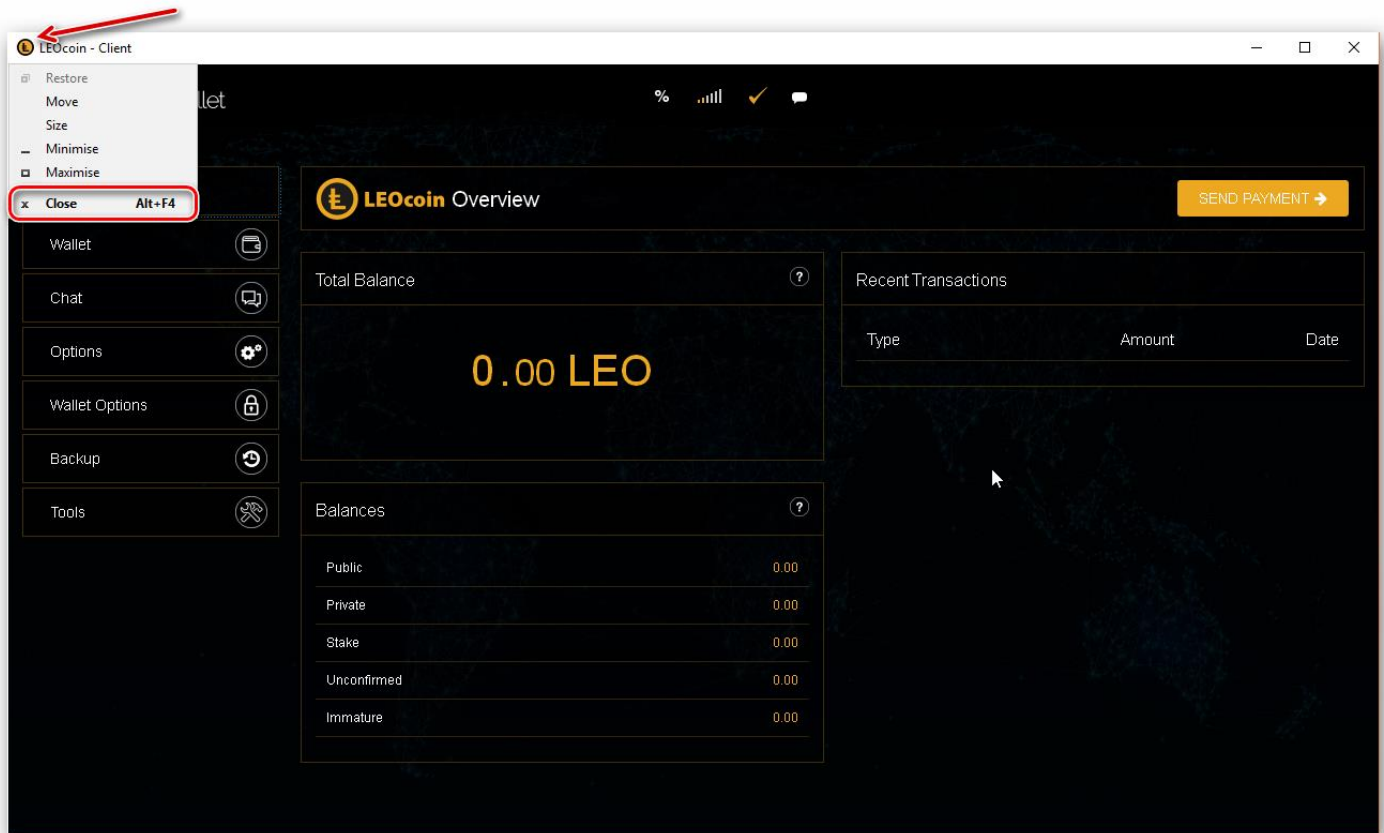 LEOcoin - Client
Restore
Move
Size
Minimise
Maximise
Close Alt+F4
%
LEOcoin Overview
SEND PAYMENT →
Wallet
Chat
Options
Wallet Options
Backup
Tools
Total Balance ?
0.00 LEO
Balances ?
Public 0.00
Private 0.00
Stake 0.00
Unconfirmed 0.00
Immature 0.00
Recent Transactions
Type Amount Date